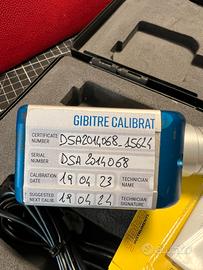 GIBITRE CALIBRAT
CERTIFICATE NUMBER DSA2014068_15624
SERIAL NUMBER DSA 2014068
CALIBRATION DATE 19 04 23 TECHNICIAN NAME
SUGGESTED NEXT CALIB. 19 04 24 TECHNICIAN SIGNATURE